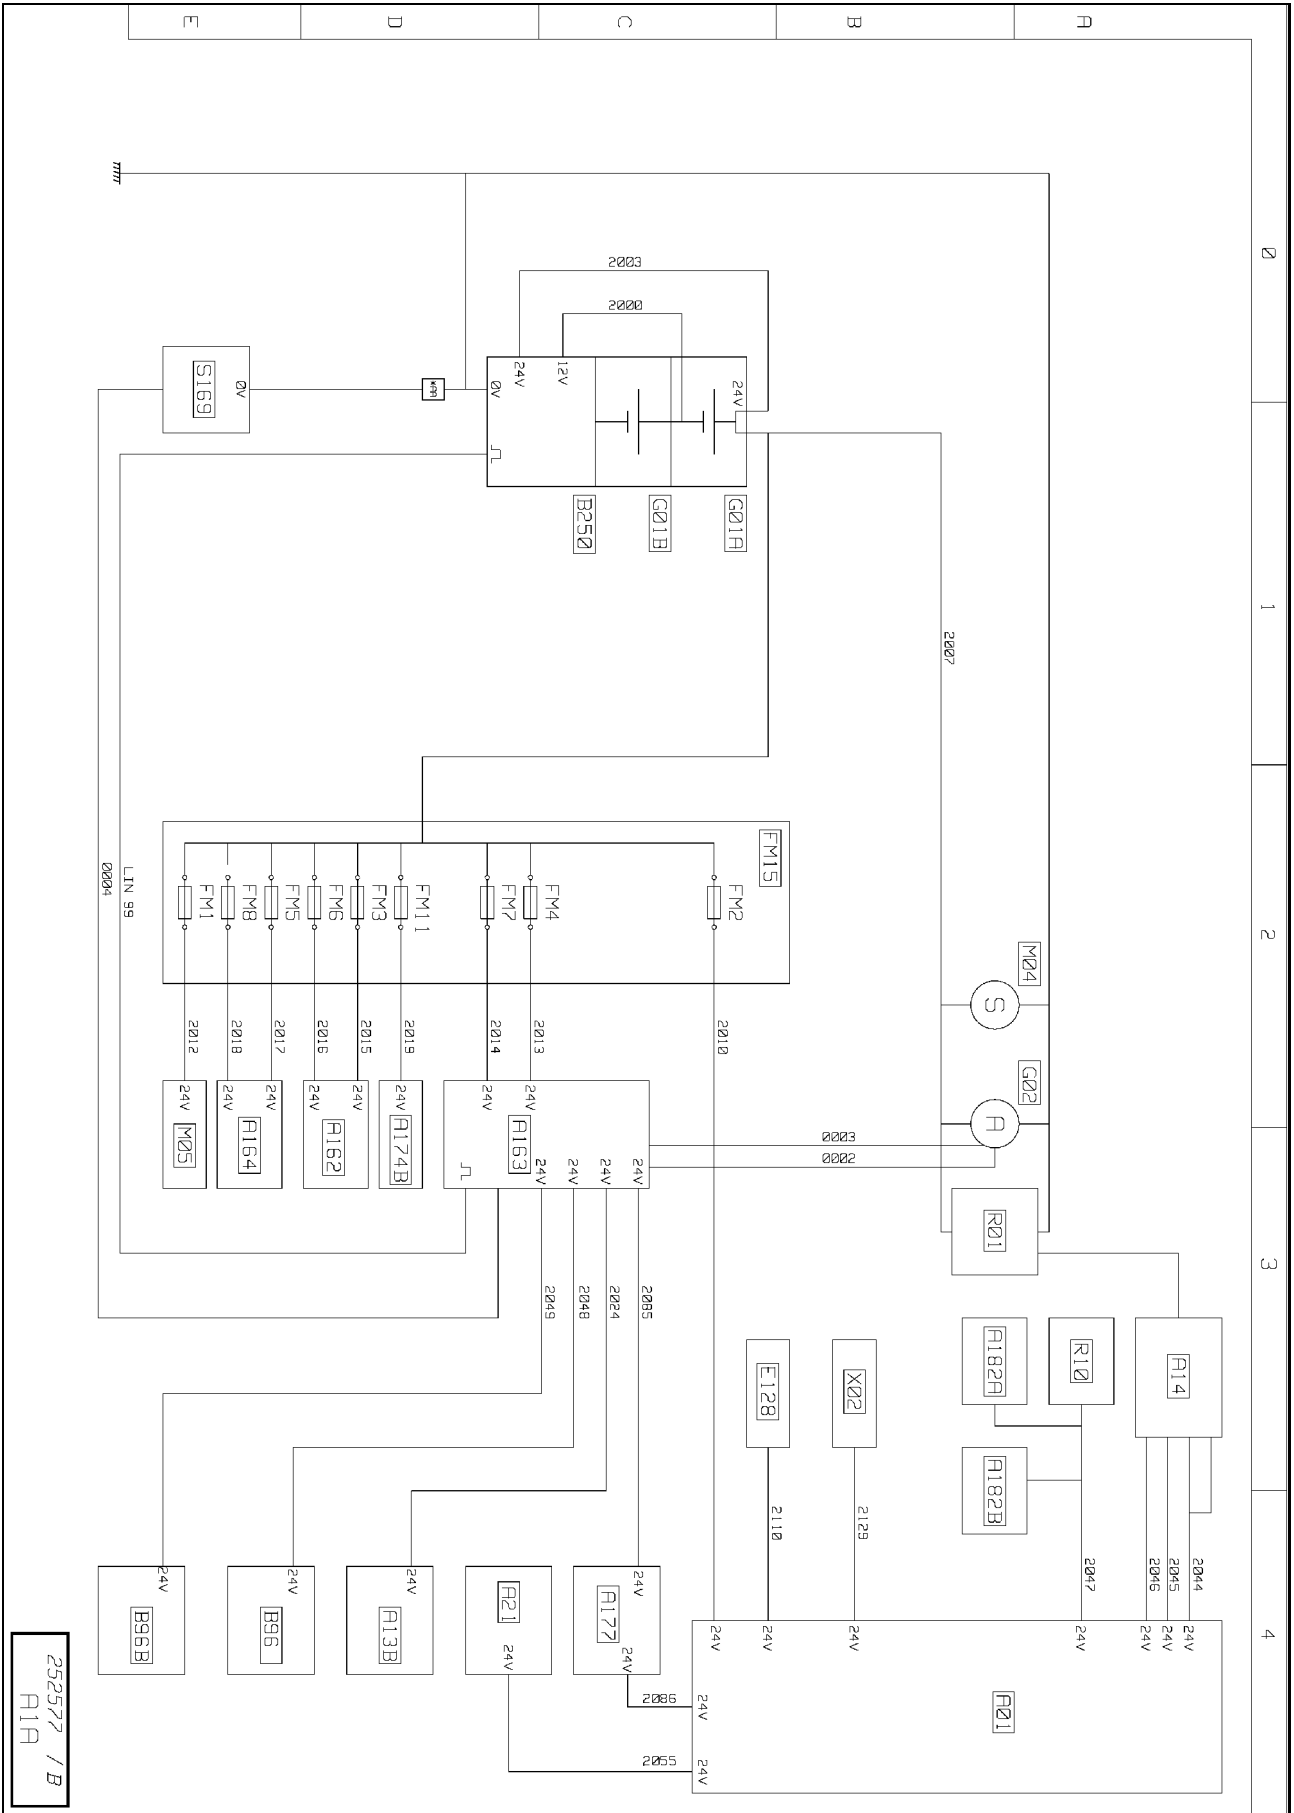 0
1
2
3
4
A
B
C
D
E
A14
2044
2045
2046
24V
24V
24V
R10
2047
24V
M04
G02
S
A
R01
A182A
A182B
A01
2007
X02
2129
24V
0003
0002
E128
2110
24V
FM15
FM2
2010
24V
24V
24V
G01A
2003
2000
G01B
12V
24V
0V
B250
2085
24V
2024
24V
2048
24V
2049
24V
A163
FM4
2013
24V
FM7
2014
24V
FM11
2019
24V
A174B
FM3
2015
24V
FM6
2016
24V
A162
FM5
2017
24V
FM8
2018
24V
A164
FM1
2012
24V
M05
*AA
0V
S169
LIN 99
0004
24V
A177
24V
2086
A21
24V
2055
24V
A13B
24V
B96
24V
B96B
252577 / B
A1A